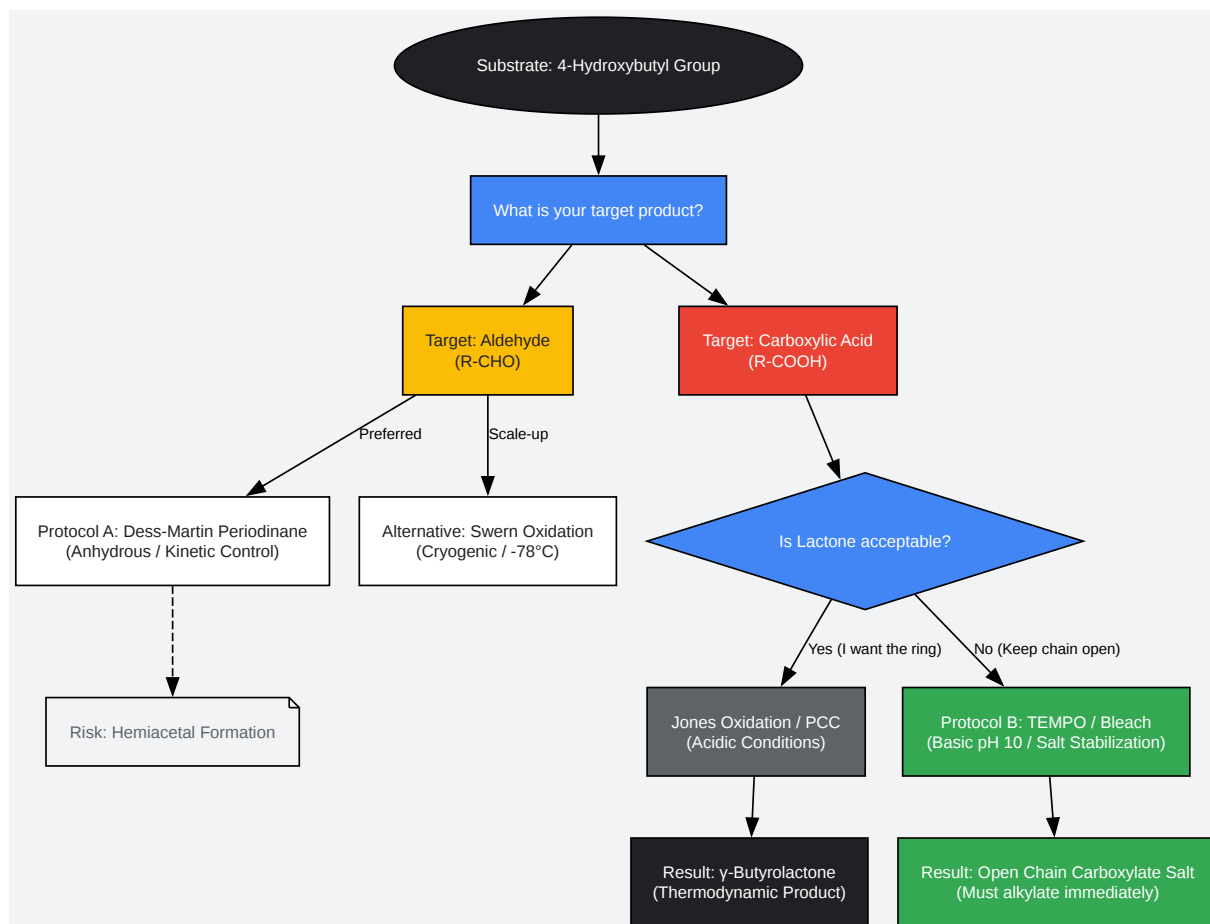 Substrate: 4-Hydroxybutyl Group
What is your target product?
Target: Aldehyde
(R-CHO)
Target: Carboxylic Acid
(R-COOH)
Preferred
Scale-up
Protocol A: Dess-Martin Periodinane
(Anhydrous / Kinetic Control)
Alternative: Swern Oxidation
(Cryogenic / -78°C)
Is Lactone acceptable?
Yes (I want the ring)
No (Keep chain open)
Risk: Hemiacetal Formation
Jones Oxidation / PCC
(Acidic Conditions)
Protocol B: TEMPO / Bleach
(Basic pH 10 / Salt Stabilization)
Result: γ-Butyrolactone
(Thermodynamic Product)
Result: Open Chain Carboxylate Salt
(Must alkylate immediately)